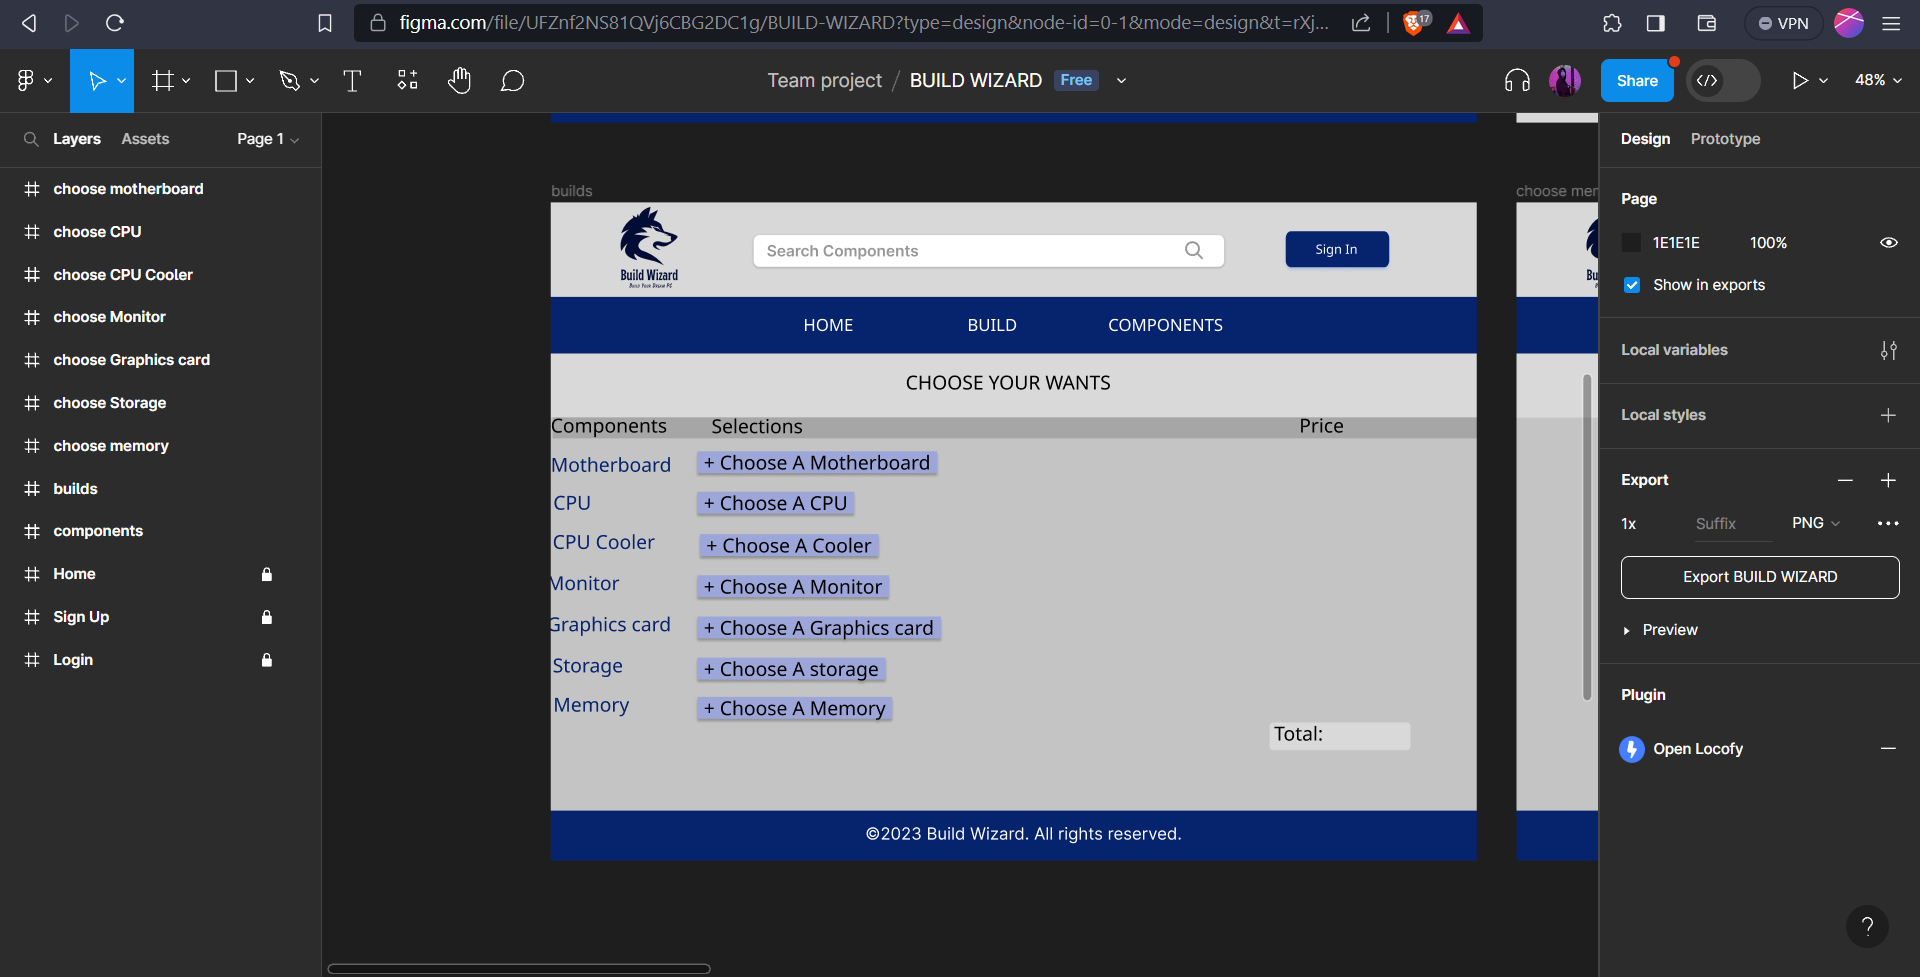 figma.com/file/UFZnf2NS81QVj6CBG2DC1g/BUILD-WIZARD?type=design&node-id=0-1&mode=design&t=rXj...
17
VPN
Team project / BUILD WIZARD Free
Share
48%
Layers
Assets
Page 1
choose motherboard
choose CPU
choose CPU Cooler
choose Monitor
choose Graphics card
choose Storage
choose memory
builds
components
Home
Sign Up
Login
builds
Build Wizard
Build Your Dream PC
Search Components
Sign In
HOME
BUILD
COMPONENTS
CHOOSE YOUR WANTS
Components
Selections
Price
Motherboard
+ Choose A Motherboard
CPU
+ Choose A CPU
CPU Cooler
+ Choose A Cooler
Monitor
+ Choose A Monitor
Graphics card
+ Choose A Graphics card
Storage
+ Choose A storage
Memory
+ Choose A Memory
Total:
©2023 Build Wizard. All rights reserved.
choose mer
Bu
Design
Prototype
Page
1E1E1E
100%
Show in exports
Local variables
Local styles
Export
1x
Suffix
PNG
Export BUILD WIZARD
Preview
Plugin
Open Locofy
?